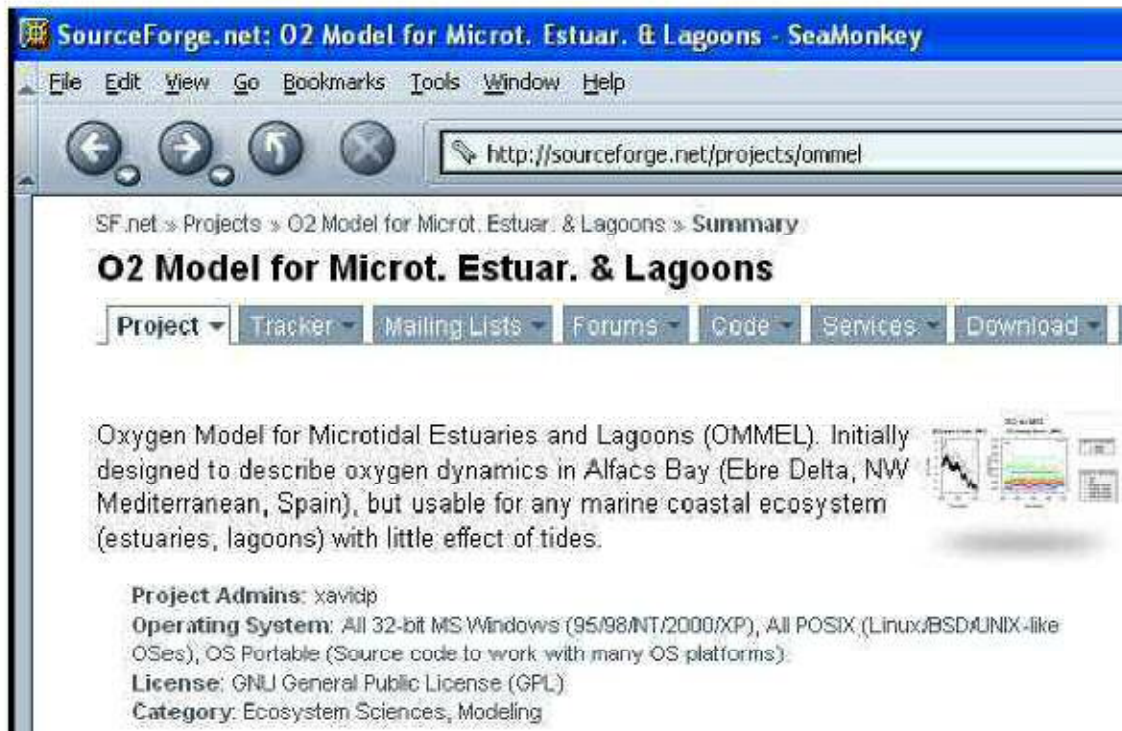 SourceForge.net: O2 Model for Microt. Estuar. & Lagoons - SeaMonkey
File Edit View Go Bookmarks Tools Window Help
http://sourceforge.net/projects/ommel
SF.net » Projects » O2 Model for Microt. Estuar. & Lagoons » Summary
O2 Model for Microt. Estuar. & Lagoons
Project Tracker Mailing Lists Forums Code Services Download
Oxygen Model for Microtidal Estuaries and Lagoons (OMMEL). Initially
designed to describe oxygen dynamics in Alfacs Bay (Ebre Delta, NW
Mediterranean, Spain), but usable for any marine coastal ecosystem
(estuaries, lagoons) with little effect of tides.
Project Admins: xavidp
Operating System: All 32-bit MS Windows (95/98/NT/2000/XP), All POSIX (Linux/BSD/UNIX-like
OSes), OS Portable (Source code to work with many OS platforms)
License: GNU General Public License (GPL)
Category: Ecosystem Sciences, Modeling